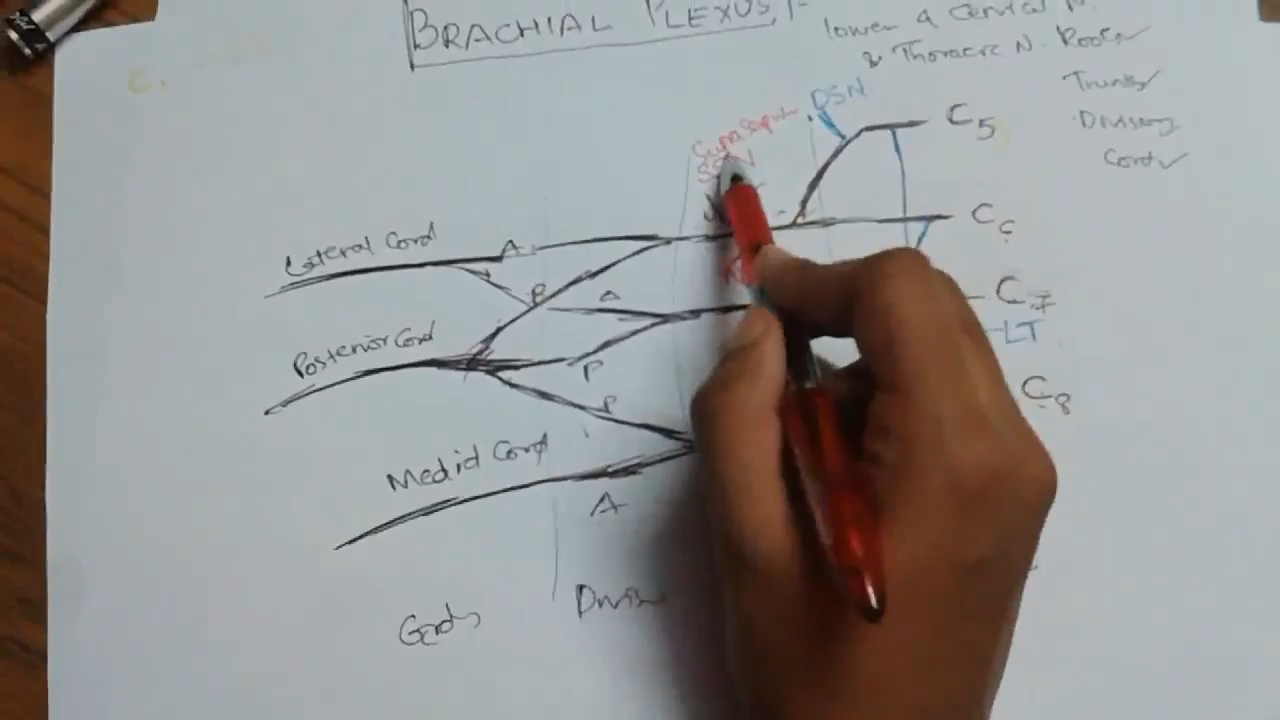 BRACHIAL PLEXUS
lower 4 cervical N.
& Thoracic N. Roots
Trunks
Divisions
Cords
DSN
C5
C6
C7
LT
C8
Lateral Cord
A
P
A
Posterior Cord
P
P
Medial Cord
A
Cords
Divisi